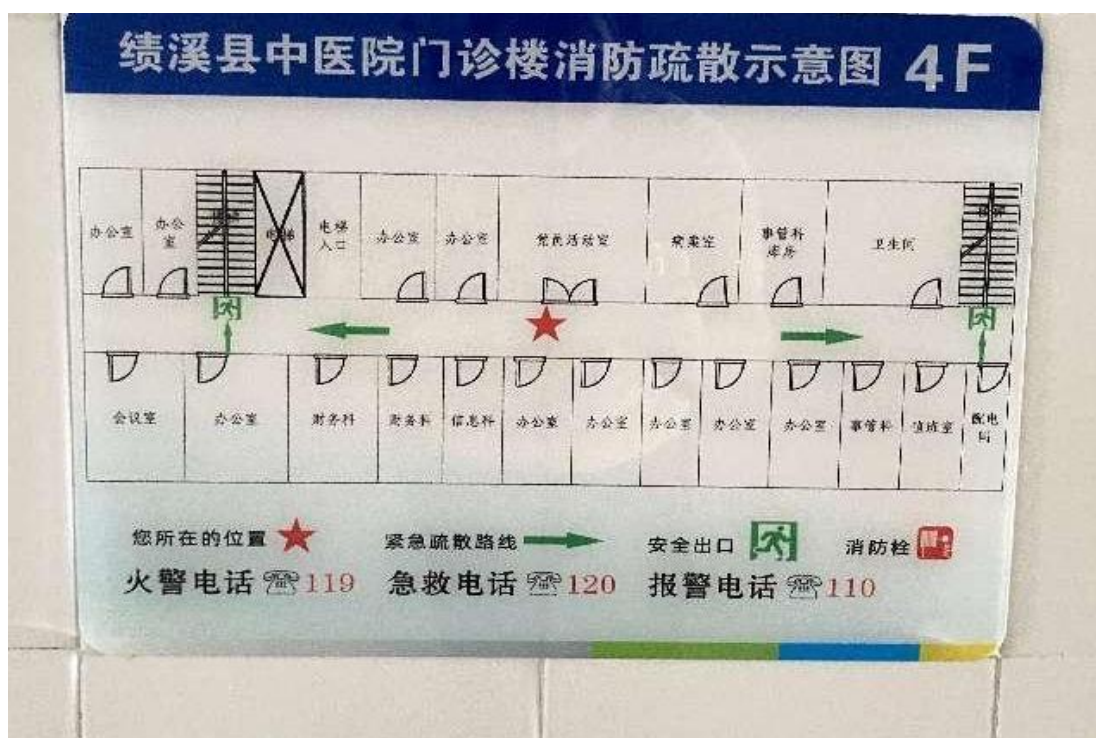 绩溪县中医院门诊楼消防疏散示意图 4F
办公室 办公室 电梯 电梯入口 办公室 办公室 党员活动室 病案室 事管科库房 卫生间
会议室 办公室 财务科 财务科 信息科 办公室 办公室 办公室 办公室 办公室 事管科 值班室 配电间
您所在的位置 紧急疏散路线 安全出口 消防栓
火警电话 119 急救电话 120 报警电话 110